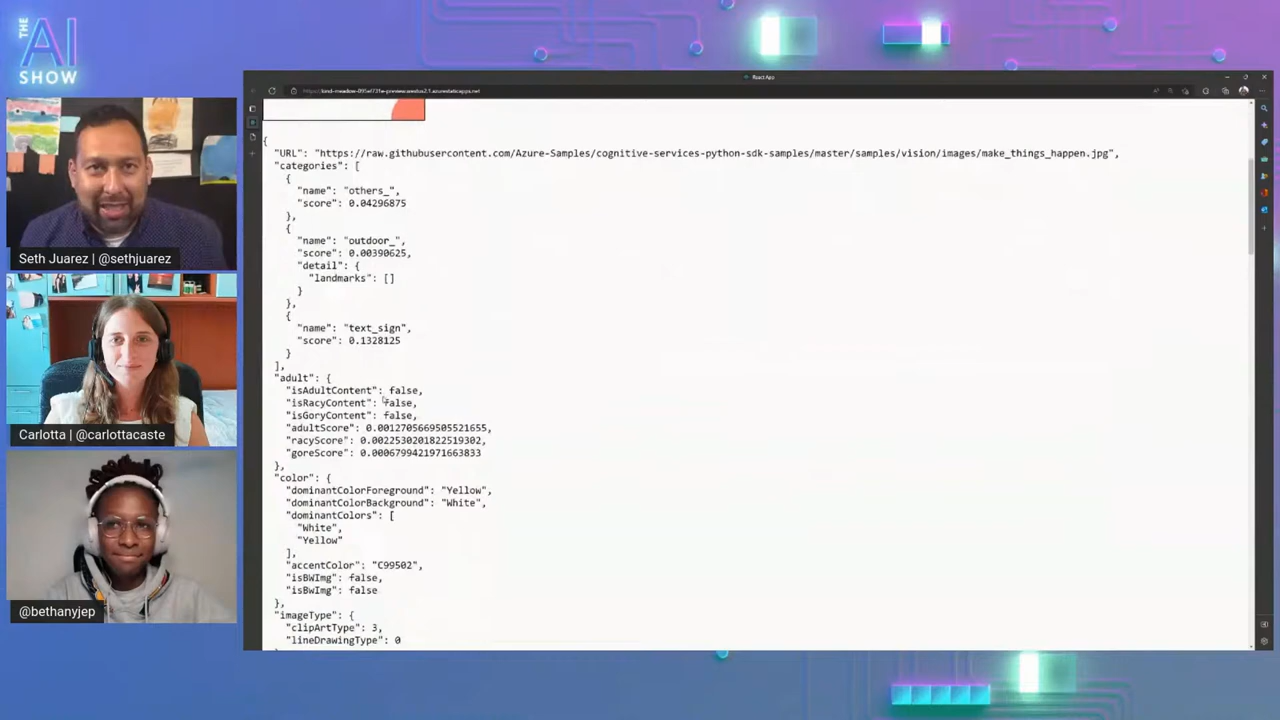 THE AI SHOW
Seth Juarez | @sethjuarez
Carlotta | @carlottacaste
@bethanyjep
React App
{
"URL": "https://raw.githubusercontent.com/Azure-Samples/cognitive-services-python-sdk-samples/master/samples/vision/images/make_things_happen.jpg",
"categories": [
{
"name": "others_",
"score": 0.04296875
},
{
"name": "outdoor_",
"score": 0.00390625,
"detail": {
"landmarks": []
}
},
{
"name": "text_sign",
"score": 0.1328125
}
],
"adult": {
"isAdultContent": false,
"isRacyContent": false,
"isGoryContent": false,
"adultScore": 0.0012705669505521655,
"racyScore": 0.0022530201822519302,
"goreScore": 0.0006799421971663833
},
"color": {
"dominantColorForeground": "Yellow",
"dominantColorBackground": "White",
"dominantColors": [
"White",
"Yellow"
],
"accentColor": "C99502",
"isBWImg": false,
"isBwImg": false
},
"imageType": {
"clipArtType": 3,
"lineDrawingType": 0